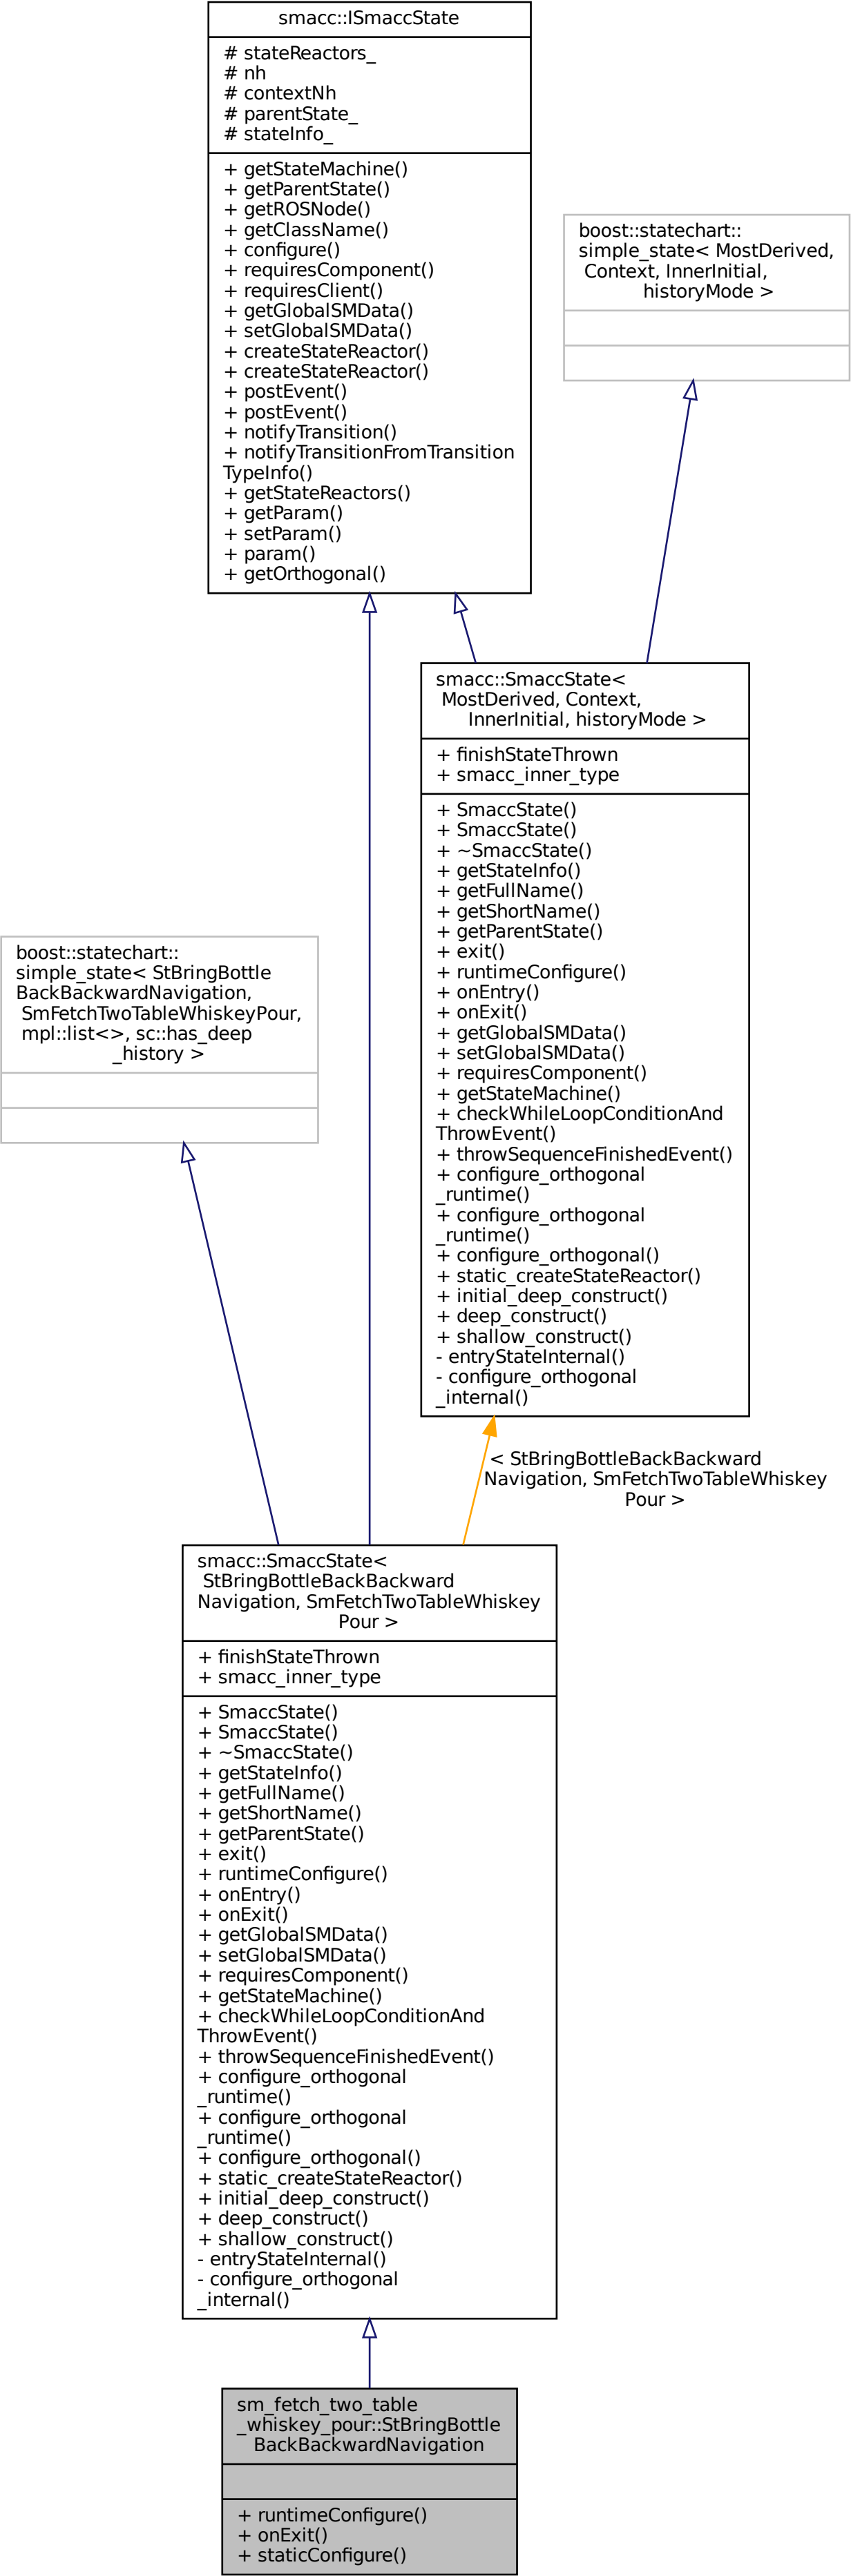 smacc::ISmaccState
# stateReactors_
# nh
# contextNh
# parentState_
# stateInfo_
+ getStateMachine()
+ getParentState()
+ getROSNode()
+ getClassName()
+ configure()
+ requiresComponent()
+ requiresClient()
+ getGlobalSMData()
+ setGlobalSMData()
+ createStateReactor()
+ createStateReactor()
+ postEvent()
+ postEvent()
+ notifyTransition()
+ notifyTransitionFromTransition
TypeInfo()
+ getStateReactors()
+ getParam()
+ setParam()
+ param()
+ getOrthogonal()
boost::statechart::
simple_state< MostDerived,
Context, InnerInitial,
historyMode >
smacc::SmaccState<
MostDerived, Context,
InnerInitial, historyMode >
+ finishStateThrown
+ smacc_inner_type
+ SmaccState()
+ SmaccState()
+ ~SmaccState()
+ getStateInfo()
+ getFullName()
+ getShortName()
+ getParentState()
+ exit()
+ runtimeConfigure()
+ onEntry()
+ onExit()
+ getGlobalSMData()
+ setGlobalSMData()
+ requiresComponent()
+ getStateMachine()
+ checkWhileLoopConditionAnd
ThrowEvent()
+ throwSequenceFinishedEvent()
+ configure_orthogonal
_runtime()
+ configure_orthogonal
_runtime()
+ configure_orthogonal()
+ static_createStateReactor()
+ initial_deep_construct()
+ deep_construct()
+ shallow_construct()
- entryStateInternal()
- configure_orthogonal
_internal()
boost::statechart::
simple_state< StBringBottle
BackBackwardNavigation,
SmFetchTwoTableWhiskeyPour,
mpl::list<>, sc::has_deep
_history >
< StBringBottleBackBackward
Navigation, SmFetchTwoTableWhiskey
Pour >
smacc::SmaccState<
StBringBottleBackBackward
Navigation, SmFetchTwoTableWhiskey
Pour >
+ finishStateThrown
+ smacc_inner_type
+ SmaccState()
+ SmaccState()
+ ~SmaccState()
+ getStateInfo()
+ getFullName()
+ getShortName()
+ getParentState()
+ exit()
+ runtimeConfigure()
+ onEntry()
+ onExit()
+ getGlobalSMData()
+ setGlobalSMData()
+ requiresComponent()
+ getStateMachine()
+ checkWhileLoopConditionAnd
ThrowEvent()
+ throwSequenceFinishedEvent()
+ configure_orthogonal
_runtime()
+ configure_orthogonal
_runtime()
+ configure_orthogonal()
+ static_createStateReactor()
+ initial_deep_construct()
+ deep_construct()
+ shallow_construct()
- entryStateInternal()
- configure_orthogonal
_internal()
sm_fetch_two_table
_whiskey_pour::StBringBottle
BackBackwardNavigation
+ runtimeConfigure()
+ onExit()
+ staticConfigure()